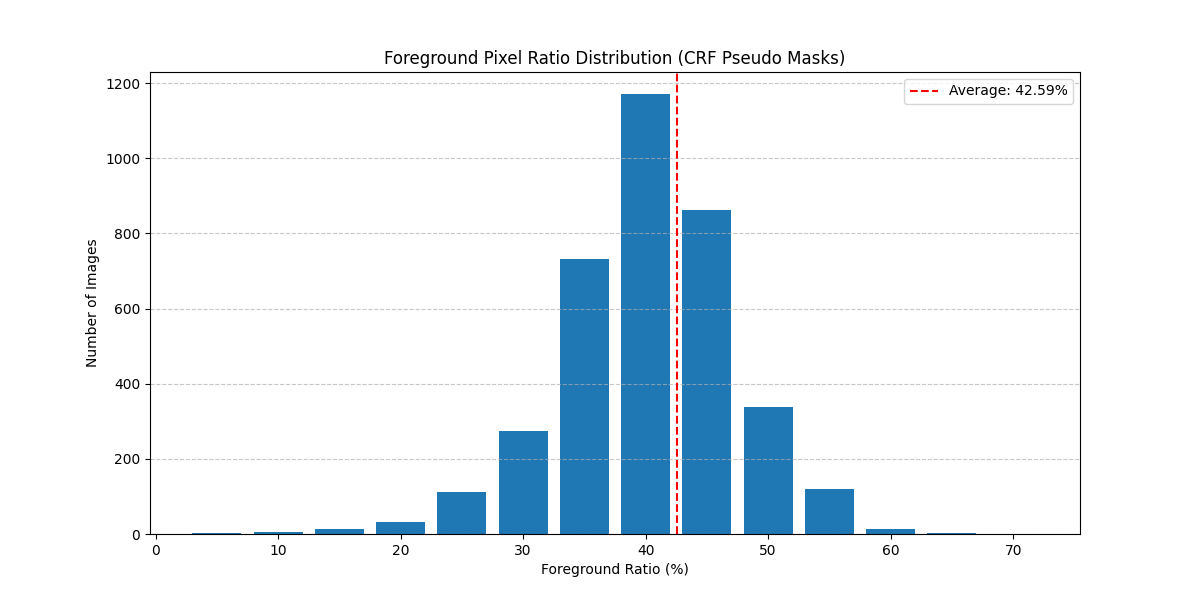 Foreground Pixel Ratio Distribution (CRF Pseudo Masks)
Average: 42.59%
Number of Images
1200
1000
800
600
400
200
0
0 10 20 30 40 50 60 70
Foreground Ratio (%)